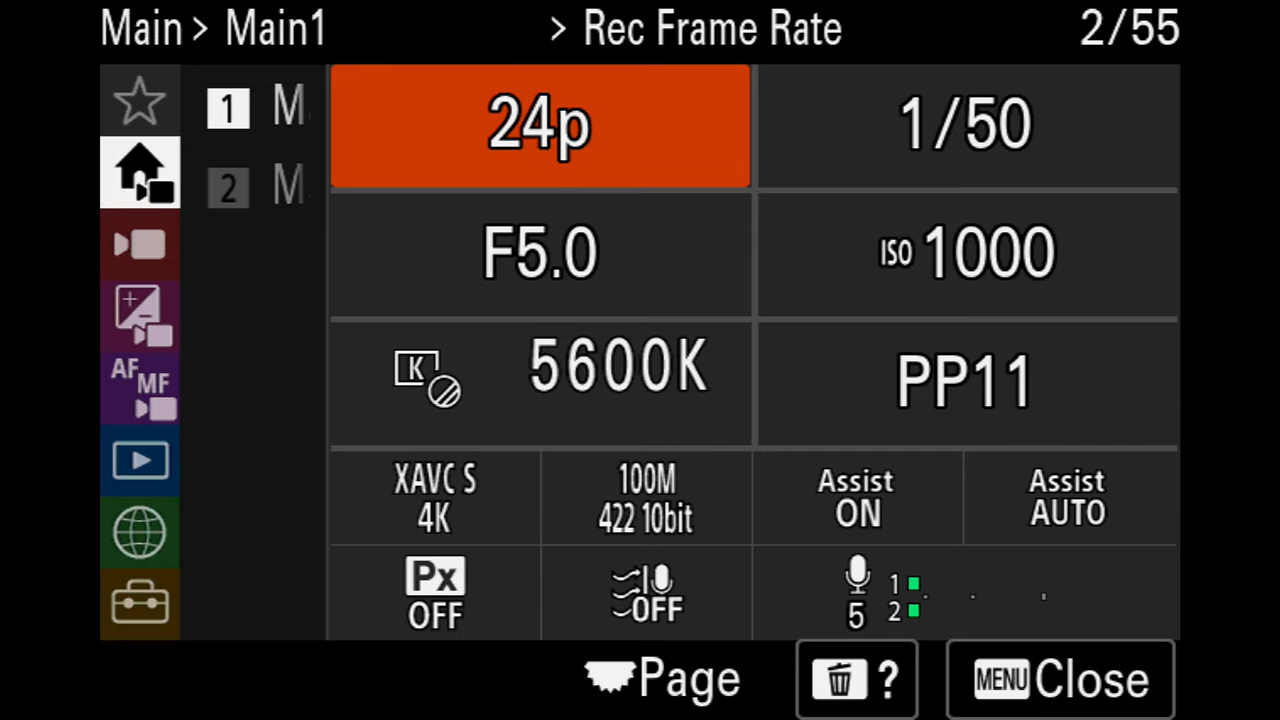 Main > Main1 > Rec Frame Rate 2/55
1 M
2 M
24p 1/50
F5.0 ISO 1000
K 5600K PP11
AF MF
XAVC S 4K
100M 422 10bit
Assist ON
Assist AUTO
Px OFF
OFF
5 1 2
Page ? MENU Close